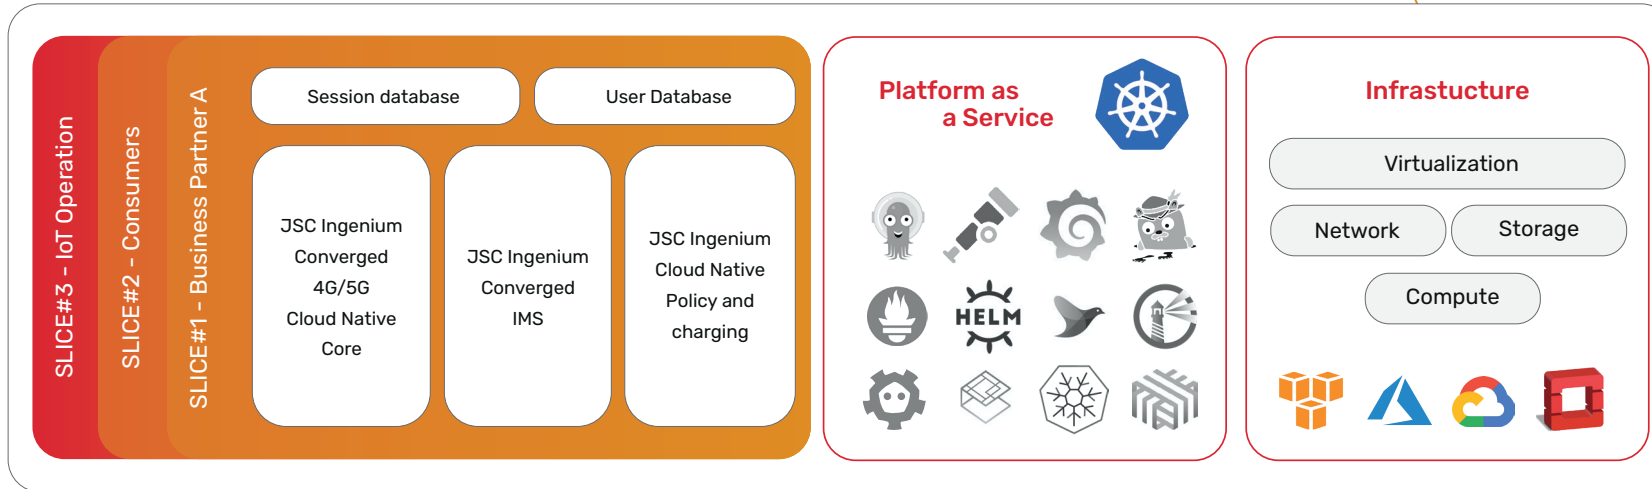 SLICE#3 - IoT Operation
SLICE#2 - Consumers
SLICE#1 - Business Partner A
Session database
User Database
JSC Ingenium
Converged
4G/5G
Cloud Native
Core
JSC Ingenium
Converged
IMS
JSC Ingenium
Cloud Native
Policy and
charging
Platform as
a Service
HELM
Infrastucture
Virtualization
Network
Storage
Compute